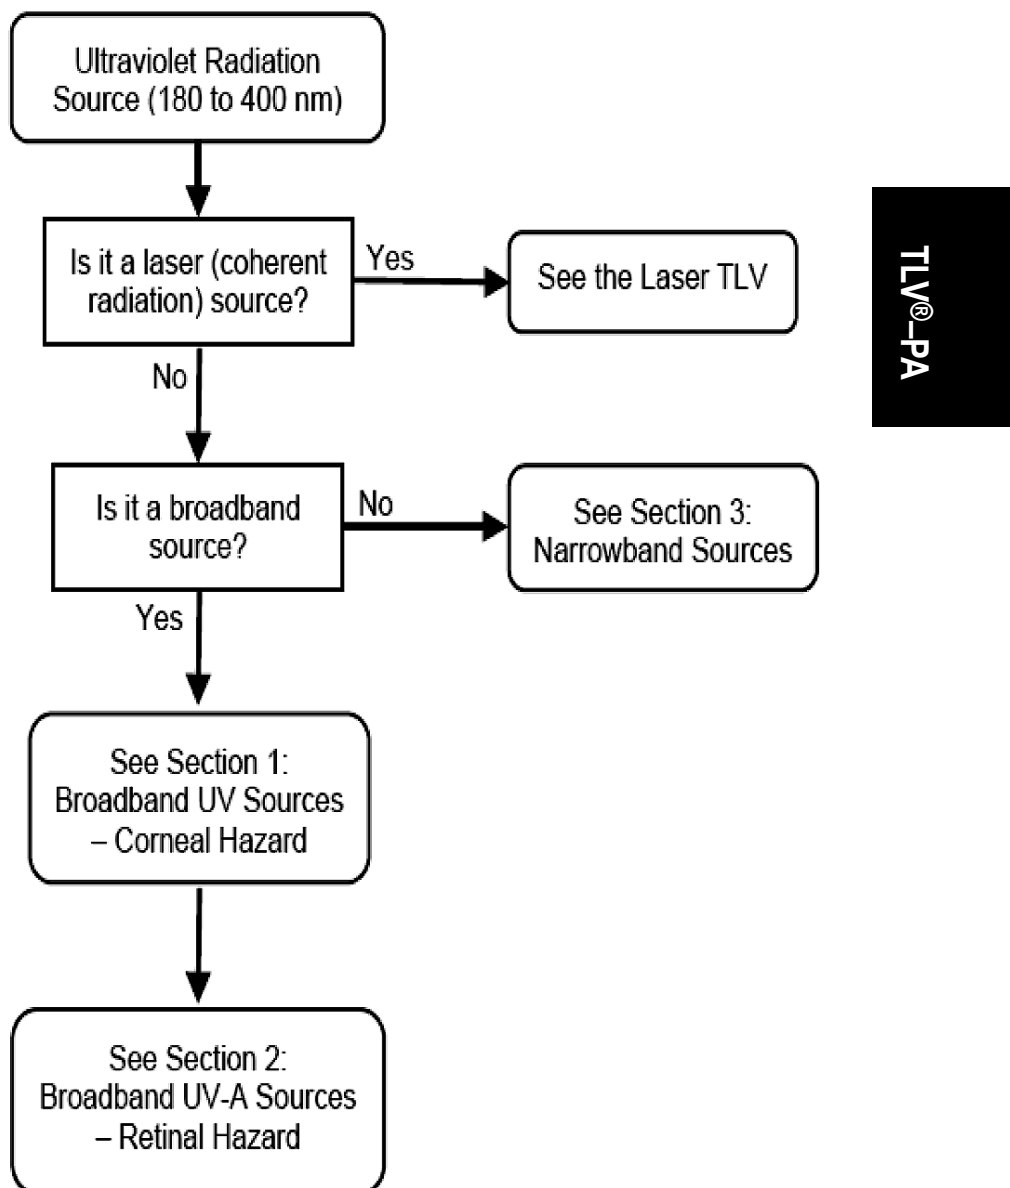 Ultraviolet Radiation
Source (180 to 400 nm)
Is it a laser (coherent
radiation) source?
Yes
See the Laser TLV
TLV®–PA
No
Is it a broadband
source?
No
See Section 3:
Narrowband Sources
Yes
See Section 1:
Broadband UV Sources
– Corneal Hazard
See Section 2:
Broadband UV-A Sources
– Retinal Hazard